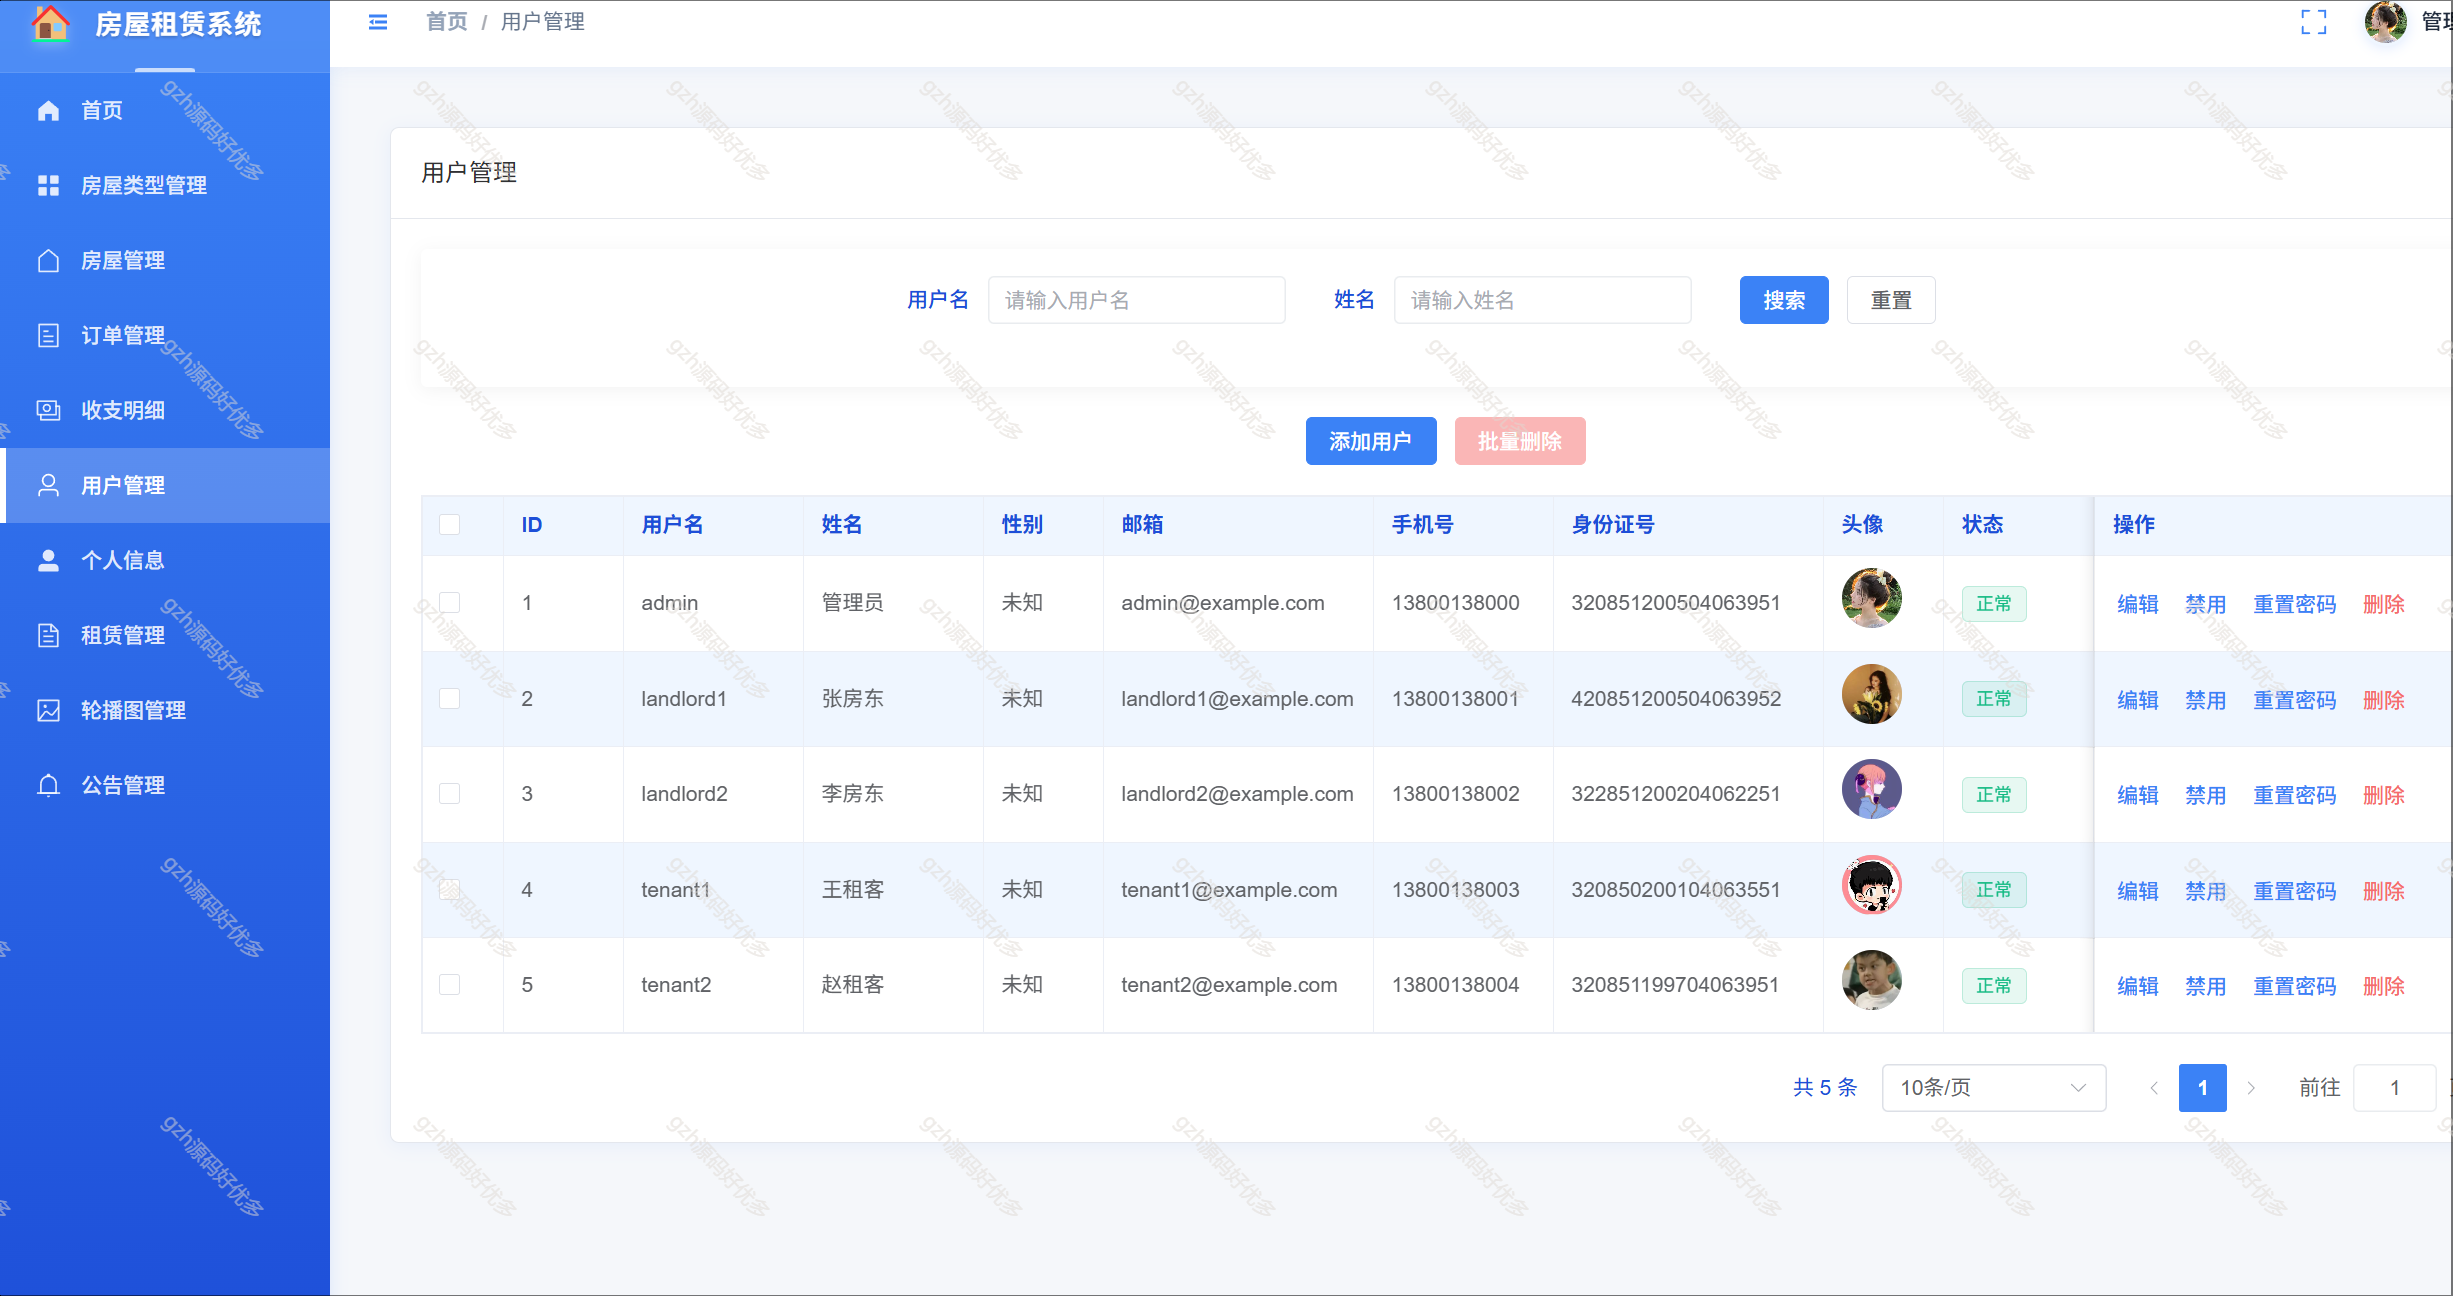 房屋租赁系统
首页 / 用户管理
管理
首页
房屋类型管理
房屋管理
订单管理
收支明细
用户管理
个人信息
租赁管理
轮播图管理
公告管理
用户管理
用户名 请输入用户名 姓名 请输入姓名 搜索 重置
添加用户 批量删除
ID 用户名 姓名 性别 邮箱 手机号 身份证号 头像 状态 操作
1 admin 管理员 未知 admin@example.com 13800138000 320851200504063951 正常 编辑 禁用 重置密码 删除
2 landlord1 张房东 未知 landlord1@example.com 13800138001 420851200504063952 正常 编辑 禁用 重置密码 删除
3 landlord2 李房东 未知 landlord2@example.com 13800138002 322851200204062251 正常 编辑 禁用 重置密码 删除
4 tenant1 王租客 未知 tenant1@example.com 13800138003 320850200104063551 正常 编辑 禁用 重置密码 删除
5 tenant2 赵租客 未知 tenant2@example.com 13800138004 320851199704063951 正常 编辑 禁用 重置密码 删除
共 5 条 10条/页 1 前往 1
gzh源码好优多